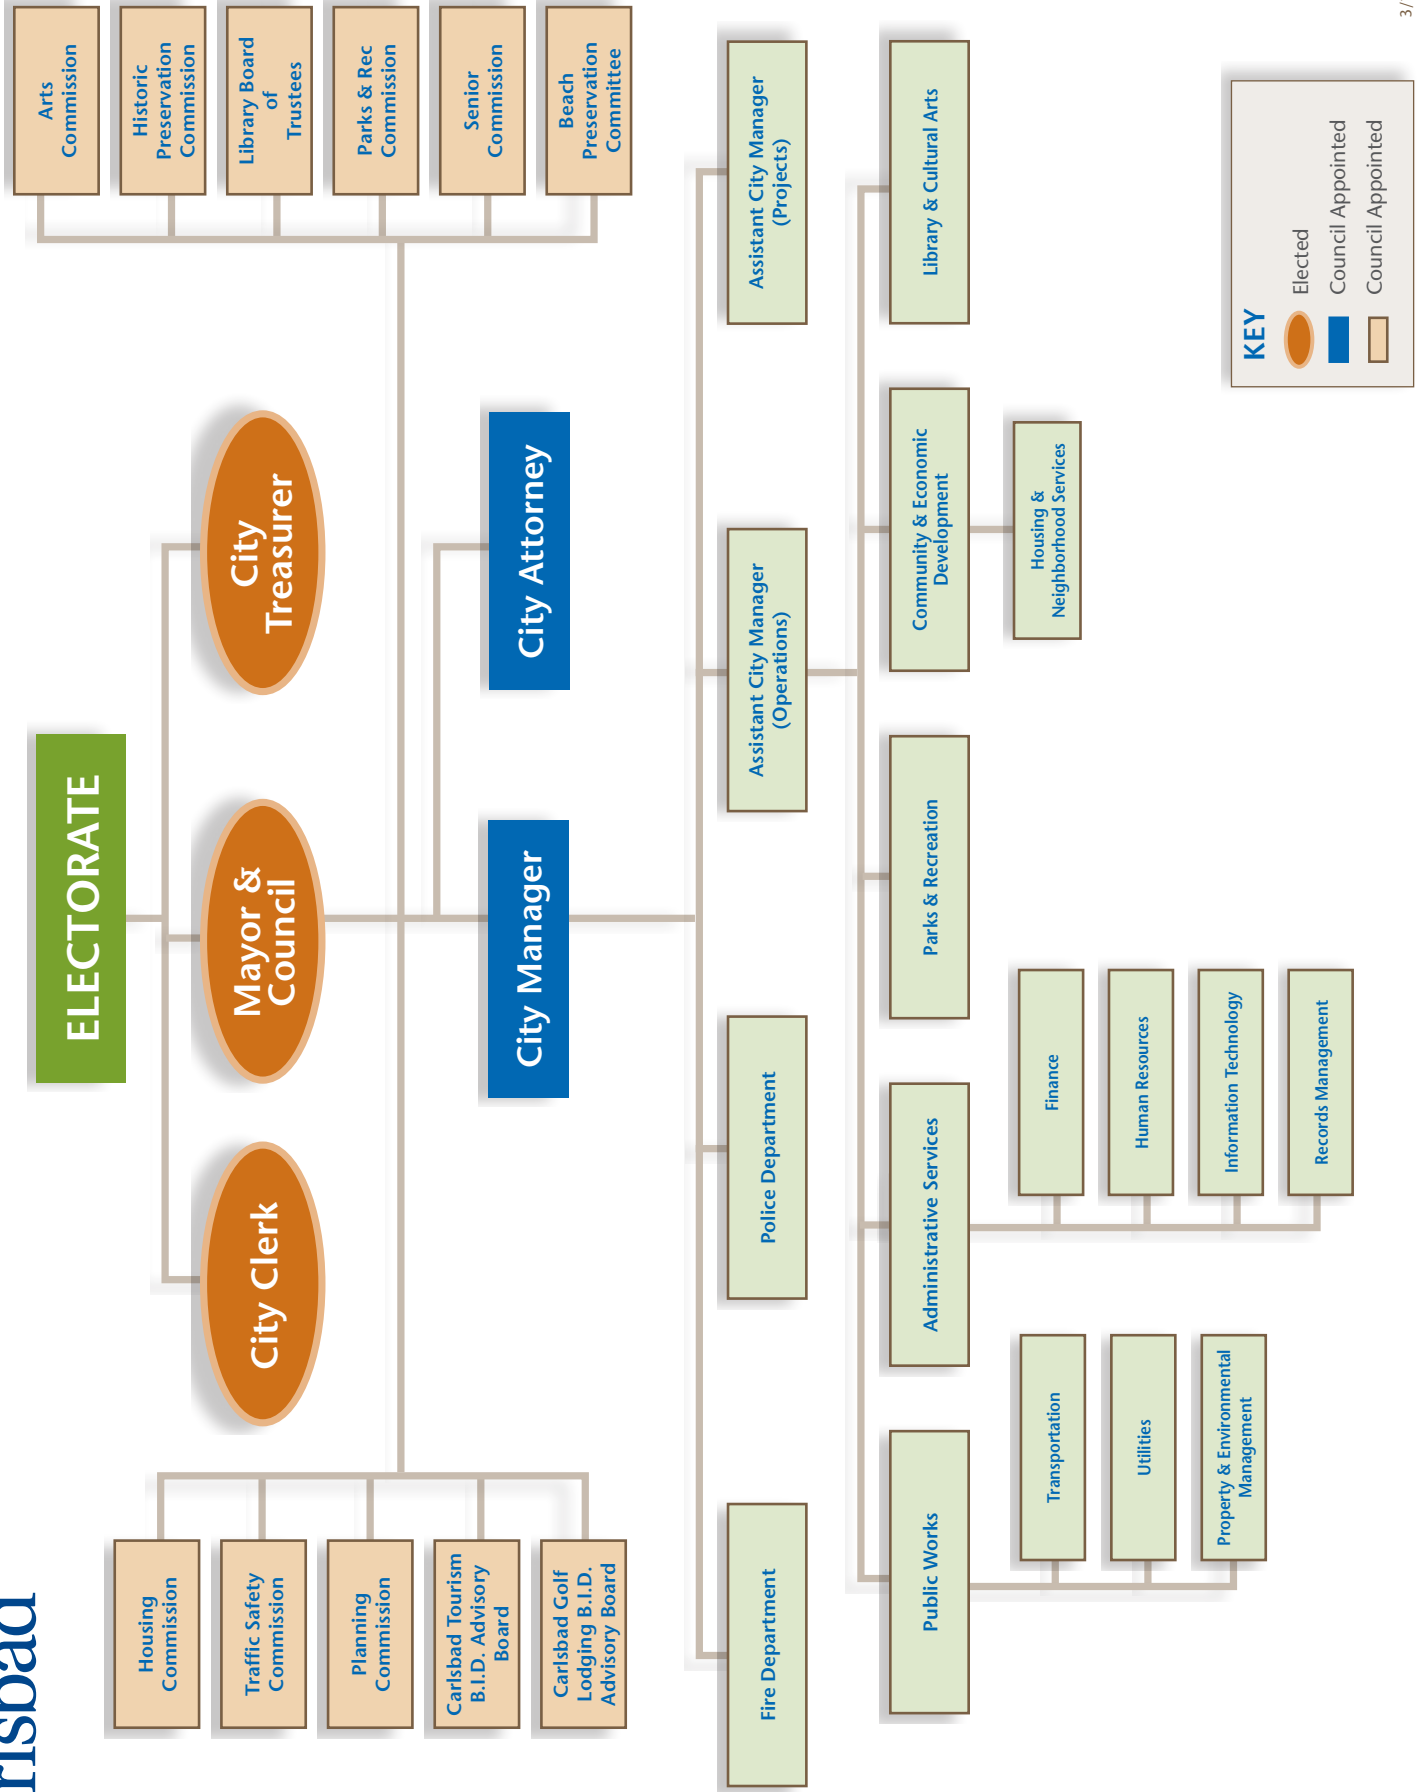 ELECTORATE
City Clerk
Mayor &
Council
City
Treasurer
City Manager
City Attorney
Housing
Commission
Traffic Safety
Commission
Planning
Commission
Carlsbad Tourism
B.I.D. Advisory
Board
Carlsbad Golf
Lodging B.I.D.
Advisory Board
Arts
Commission
Historic
Preservation
Commission
Library Board
of
Trustees
Parks & Rec
Commission
Senior
Commission
Beach
Preservation
Committee
Fire Department
Police Department
Assistant City Manager
(Operations)
Assistant City Manager
(Projects)
Public Works
Administrative Services
Parks & Recreation
Community & Economic
Development
Library & Cultural Arts
Transportation
Utilities
Property & Environmental
Management
Finance
Human Resources
Information Technology
Records Management
Housing &
Neighborhood Services
KEY
Elected
Council Appointed
Council Appointed
3/